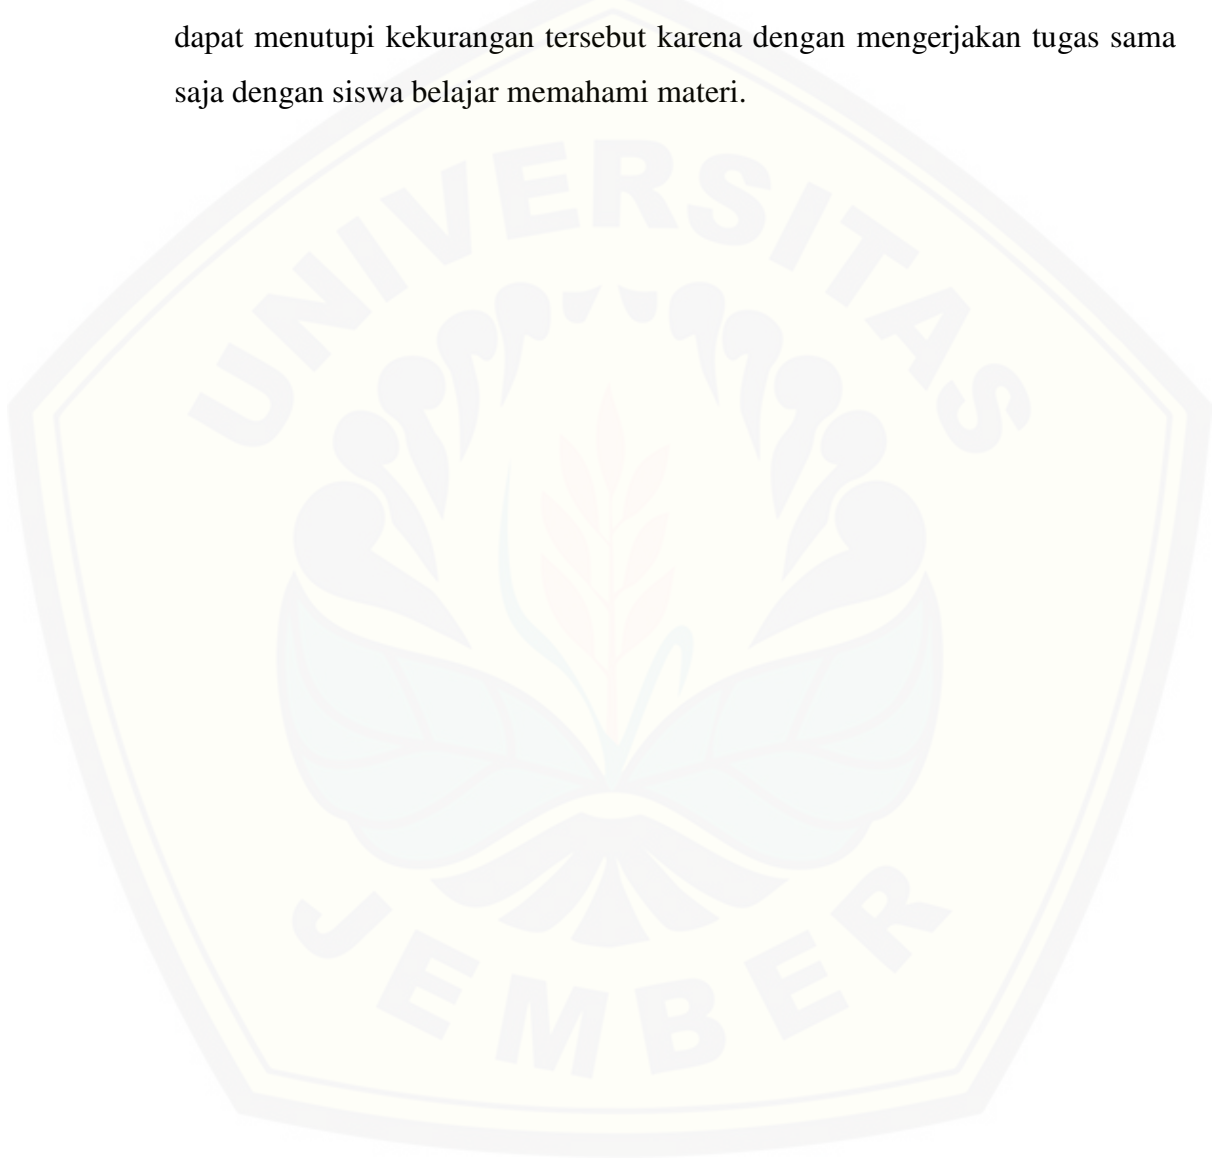 dapat menutupi kekurangan tersebut karena dengan mengerjakan tugas sama
saja dengan siswa belajar memahami materi.
UNIVERSITAS
JEMBER